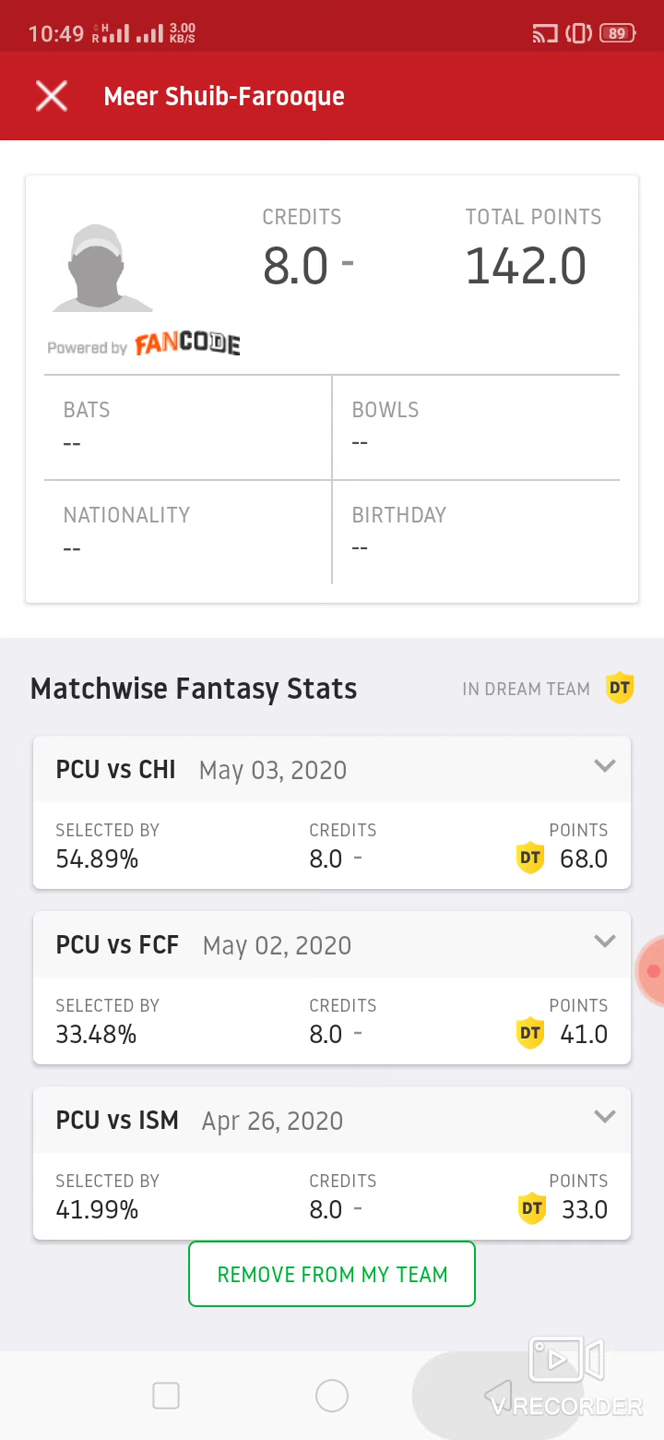 10:49 R H 3.00 KB/S 89
Meer Shuib-Farooque
CREDITS TOTAL POINTS
8.0 - 142.0
Powered by FANCODE
BATS BOWLS
-- --
NATIONALITY BIRTHDAY
-- --
Matchwise Fantasy Stats IN DREAM TEAM DT
PCU vs CHI May 03, 2020
SELECTED BY CREDITS POINTS
54.89% 8.0 - DT 68.0
PCU vs FCF May 02, 2020
SELECTED BY CREDITS POINTS
33.48% 8.0 - DT 41.0
PCU vs ISM Apr 26, 2020
SELECTED BY CREDITS POINTS
41.99% 8.0 - DT 33.0
REMOVE FROM MY TEAM
V RECORDER